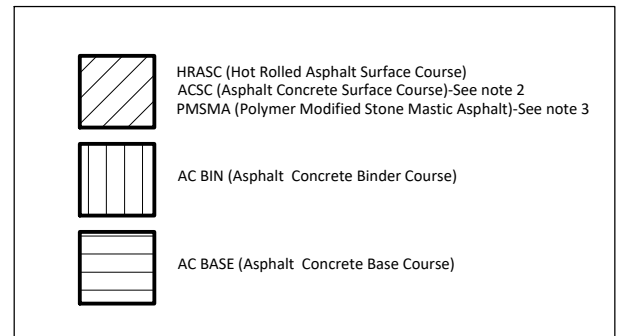 HRASC (Hot Rolled Asphalt Surface Course)
ACSC (Asphalt Concrete Surface Course)-See note 2
PMSMA (Polymer Modified Stone Mastic Asphalt)-See note 3
AC BIN (Asphalt  Concrete Binder Course)
AC BASE (Asphalt  Concrete Base Course)